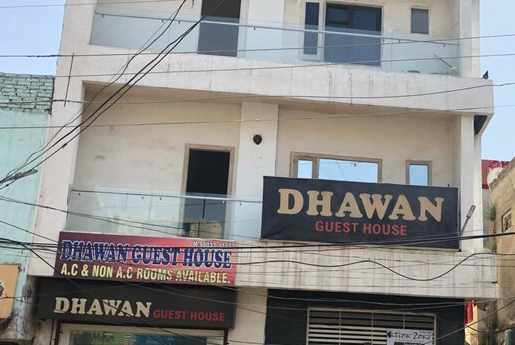 DHAWAN
GUEST HOUSE
DHAWAN GUEST HOUSE
A.C & NON A.C ROOMS AVAILABLE.
DHAWAN GUEST HOUSE